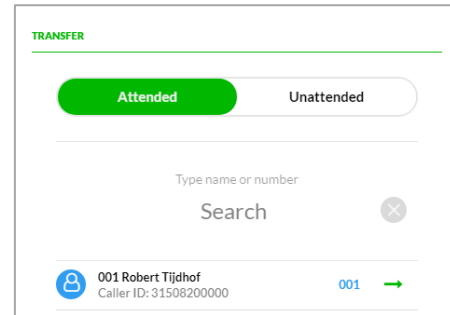 TRANSFER
Attended Unattended
Type name or number
Search
001 Robert Tijdhof
Caller ID: 31508200000
001